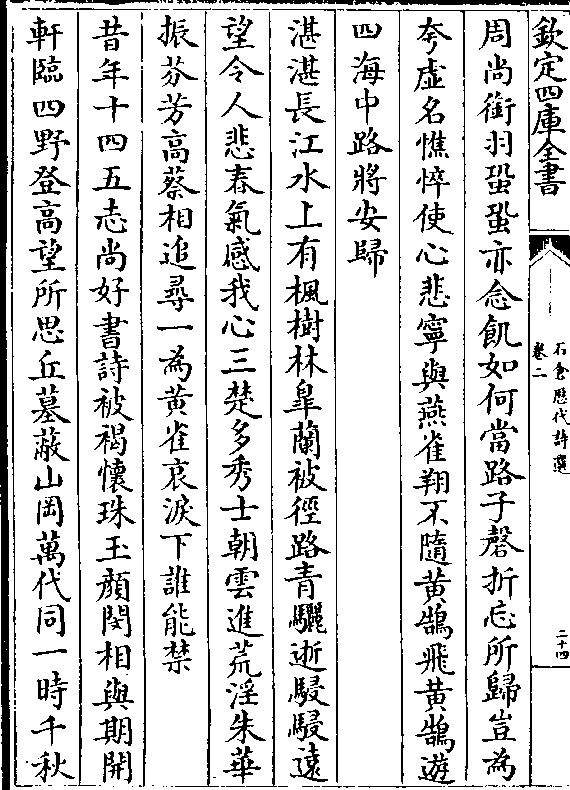 欽定四庫全書
石倉歷代詩選
卷二
二十四
周尚銜羽蛩蛩亦念飢如何當路子磬折忘所歸豈為
夸虛名憔悴使心悲寧與燕雀翔不隨黃鵠飛黃鵠遊
四海中路將安歸
湛湛長江水上有楓樹林皐蘭被徑路青驪逝駸駸遠
望令人悲春氣感我心三楚多秀士朝雲進荒淫朱華
振芬芳高蔡相追尋一為黃雀哀淚下誰能禁
昔年十四五志尚好書詩被褐懷珠玉顏閔相與期開
軒臨四野登高望所思丘墓蔽山岡萬代同一時千秋